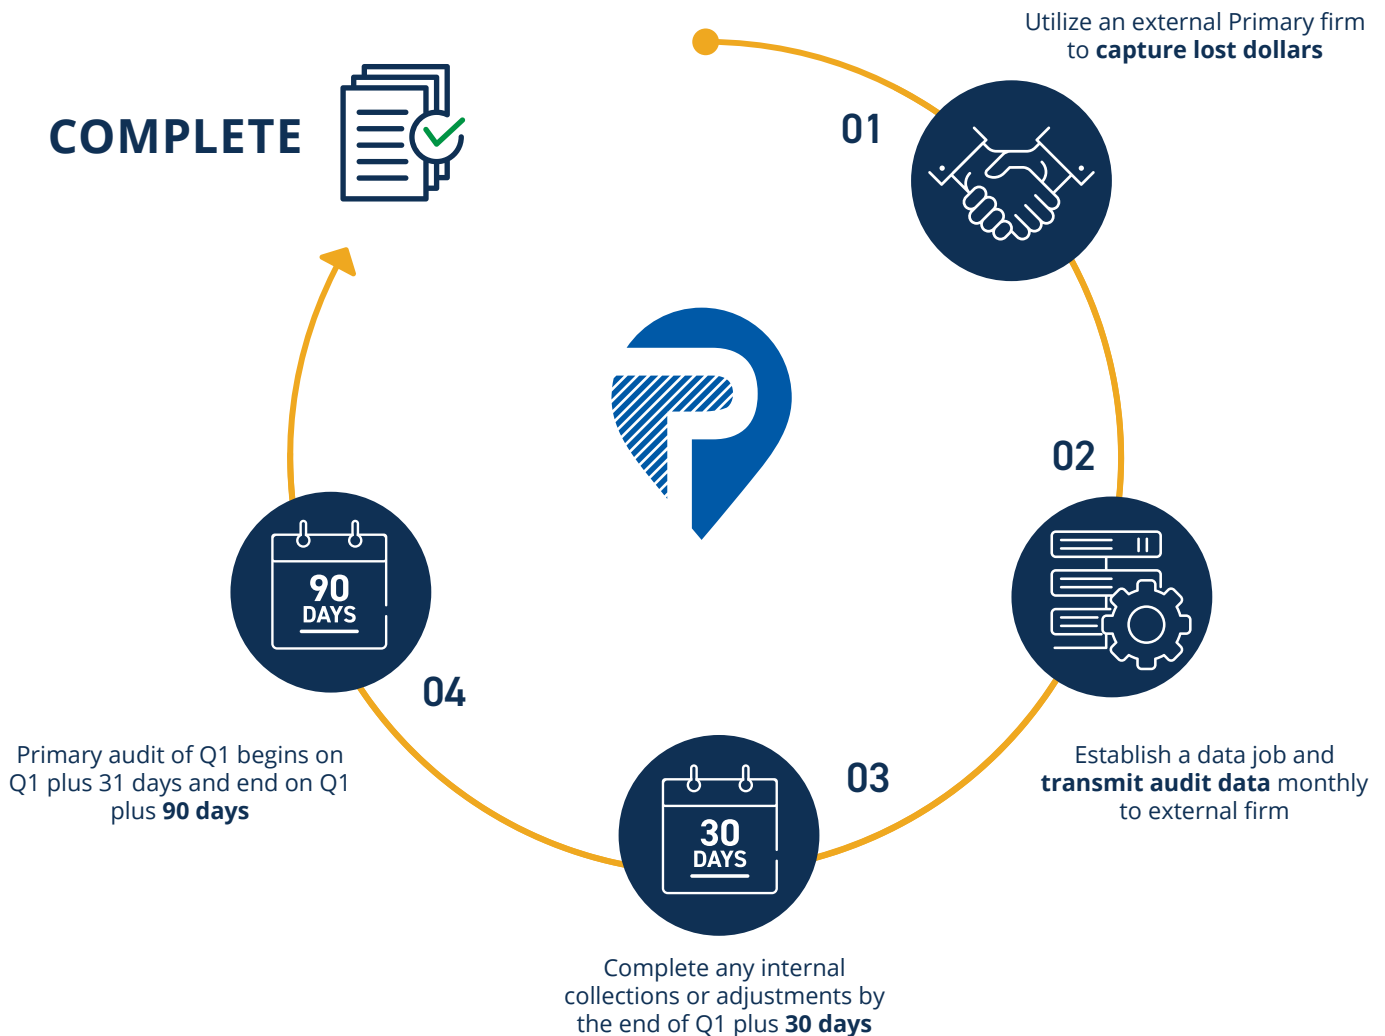 COMPLETE
Utilize an external Primary firm
to capture lost dollars
01
02
Establish a data job and
transmit audit data monthly
to external firm
03
30
DAYS
Complete any internal
collections or adjustments by
the end of Q1 plus 30 days
04
90
DAYS
Primary audit of Q1 begins on
Q1 plus 31 days and end on Q1
plus 90 days